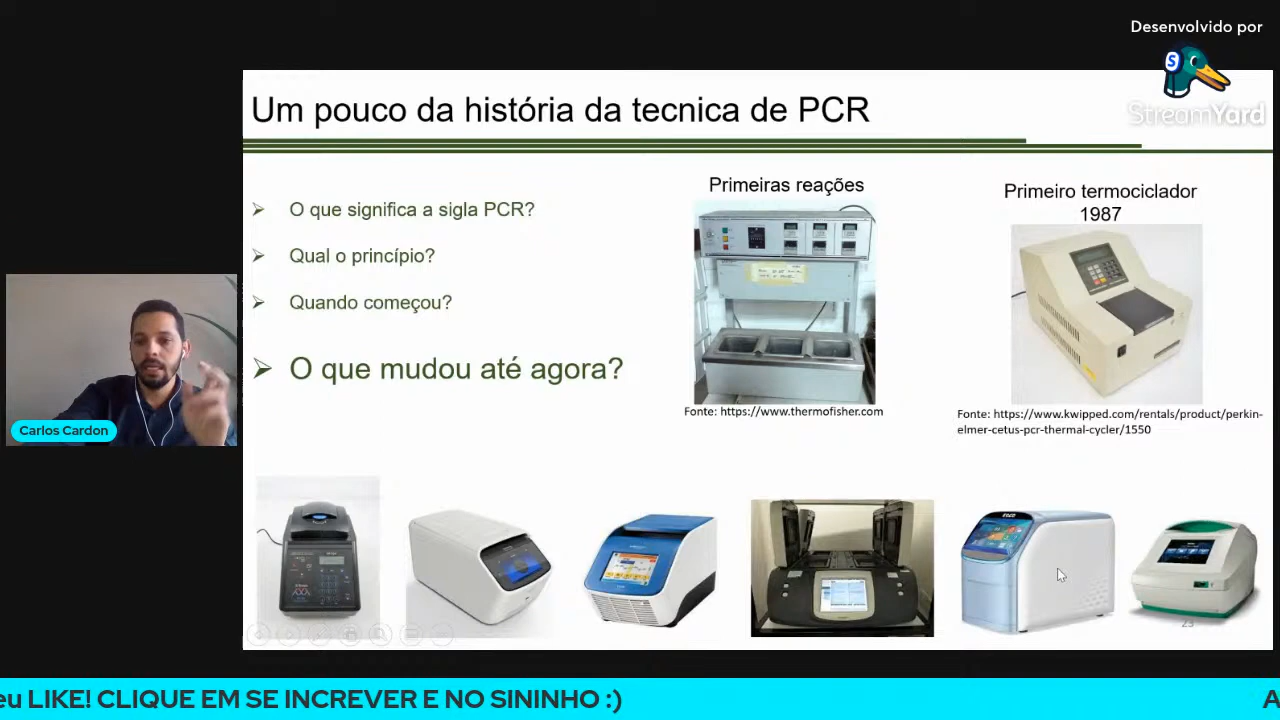 Desenvolvido por
StreamYard
Um pouco da história da tecnica de PCR
O que significa a sigla PCR?
Qual o princípio?
Quando começou?
O que mudou até agora?
Primeiras reações
Fonte: https://www.thermofisher.com
Primeiro termociclador
1987
Fonte: https://www.kwipped.com/rentals/product/perkin-
elmer-cetus-pcr-thermal-cycler/1550
Carlos Cardon
23
eu LIKE! CLIQUE EM SE INCREVER E NO SININHO :)
A